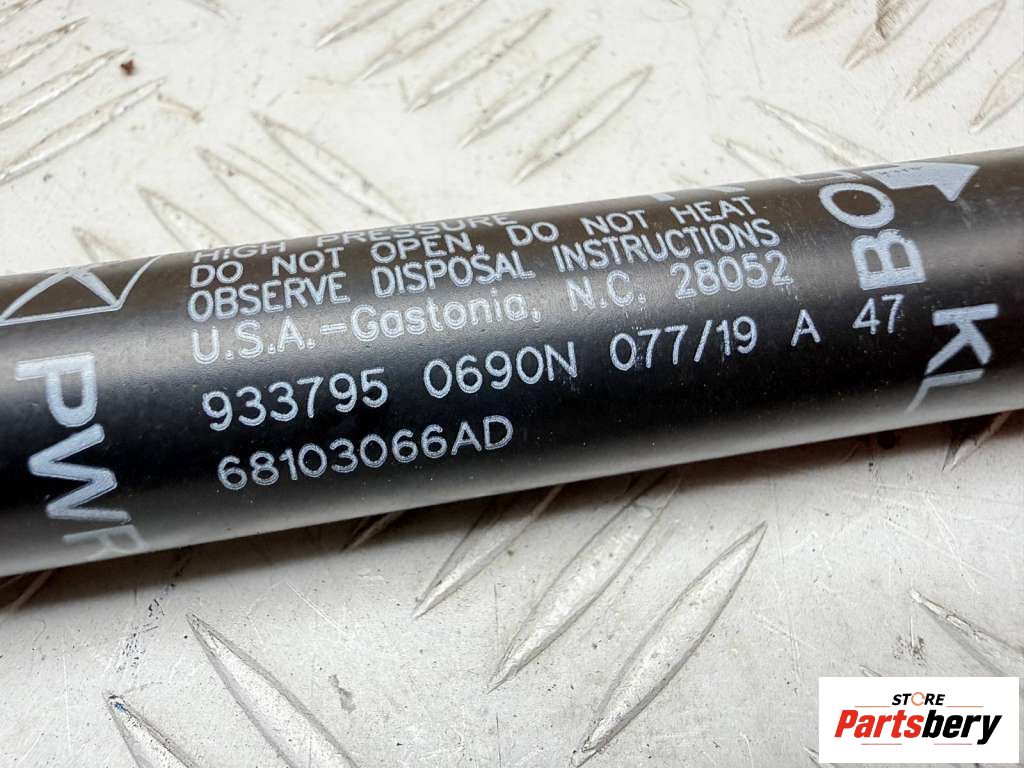 HIGH PRESSURE
DO NOT OPEN, DO NOT HEAT
OBSERVE DISPOSAL INSTRUCTIONS
U.S.A.-Gastonia, N.C. 28052
933795 0690N 077/19 A 47
68103066AD
PWR
BO
KL
STORE
Partsbery